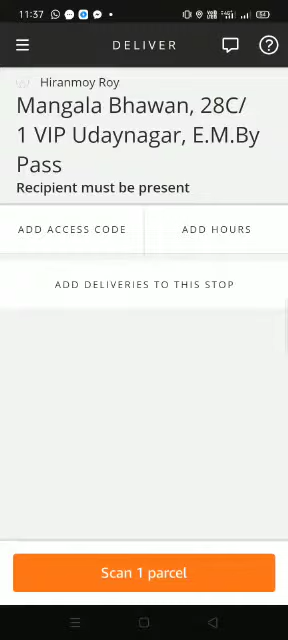 11:37
DELIVER
Hiranmoy Roy
Mangala Bhawan, 28C/
1 VIP Udaynagar, E.M.By
Pass
Recipient must be present
ADD ACCESS CODE
ADD HOURS
ADD DELIVERIES TO THIS STOP
Scan 1 parcel